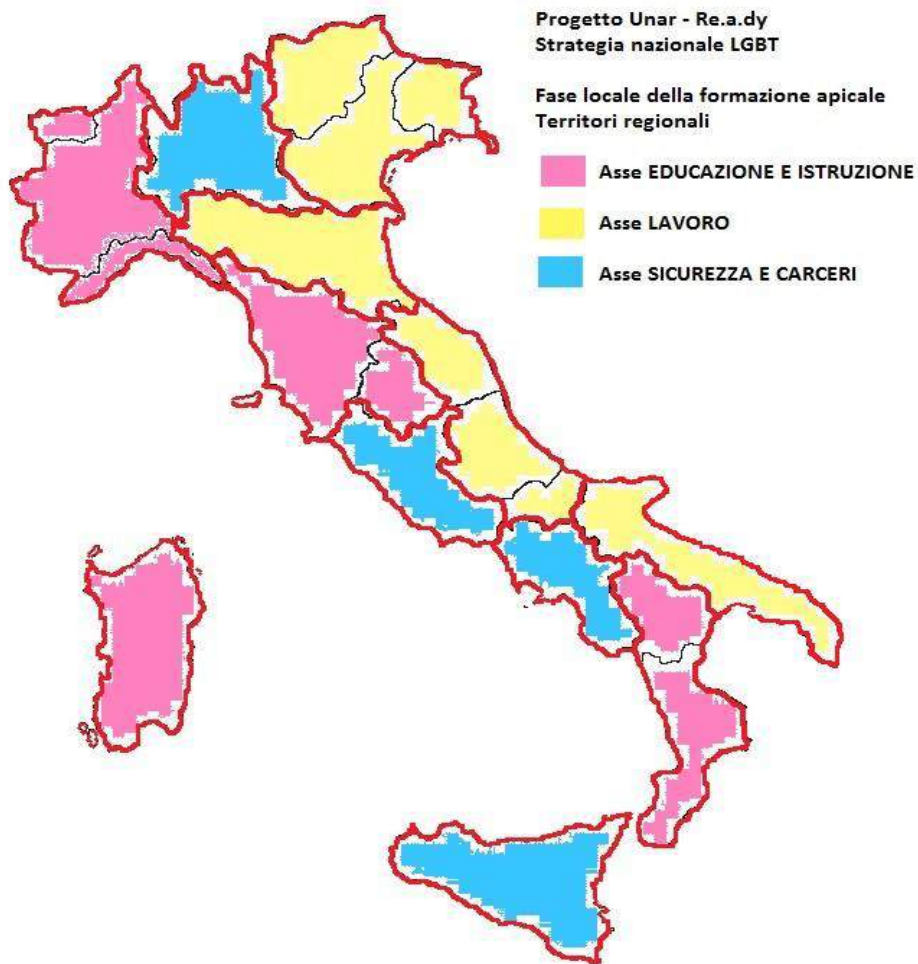 Progetto Unar - Re.a.dy
Strategia nazionale LGBT
Fase locale della formazione apicale
Territori regionali
Asse EDUCAZIONE E ISTRUZIONE
Asse LAVORO
Asse SICUREZZA E CARCERI